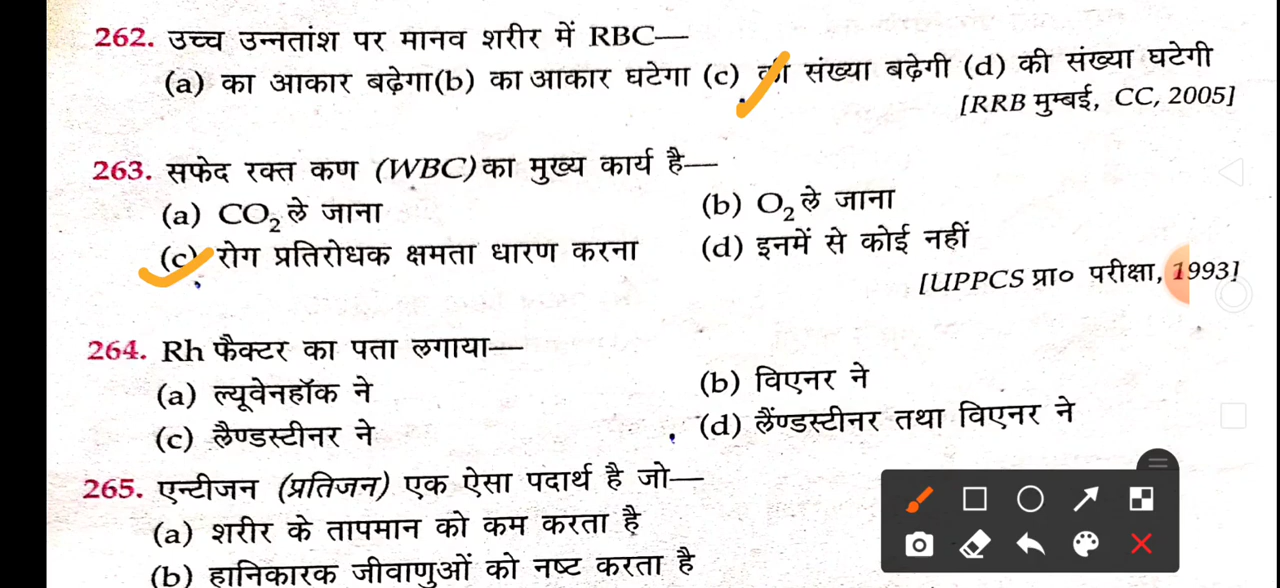 262. उच्च उन्नतांश पर मानव शरीर में RBC—
(a) का आकार बढ़ेगा (b) का आकार घटेगा (c) की संख्या बढ़ेगी (d) की संख्या घटेगी
[RRB मुम्बई, CC, 2005]
263. सफेद रक्त कण (WBC) का मुख्य कार्य है—
(a) CO₂ ले जाना (b) O₂ ले जाना
(c) रोग प्रतिरोधक क्षमता धारण करना (d) इनमें से कोई नहीं
[UPPCS प्रा० परीक्षा, 1993]
264. Rh फैक्टर का पता लगाया—
(a) ल्यूवेनहॉक ने (b) विएनर ने
(c) लैण्डस्टीनर ने (d) लैंण्डस्टीनर तथा विएनर ने
265. एन्टीजन (प्रतिजन) एक ऐसा पदार्थ है जो—
(a) शरीर के तापमान को कम करता है
(b) हानिकारक जीवाणुओं को नष्ट करता है